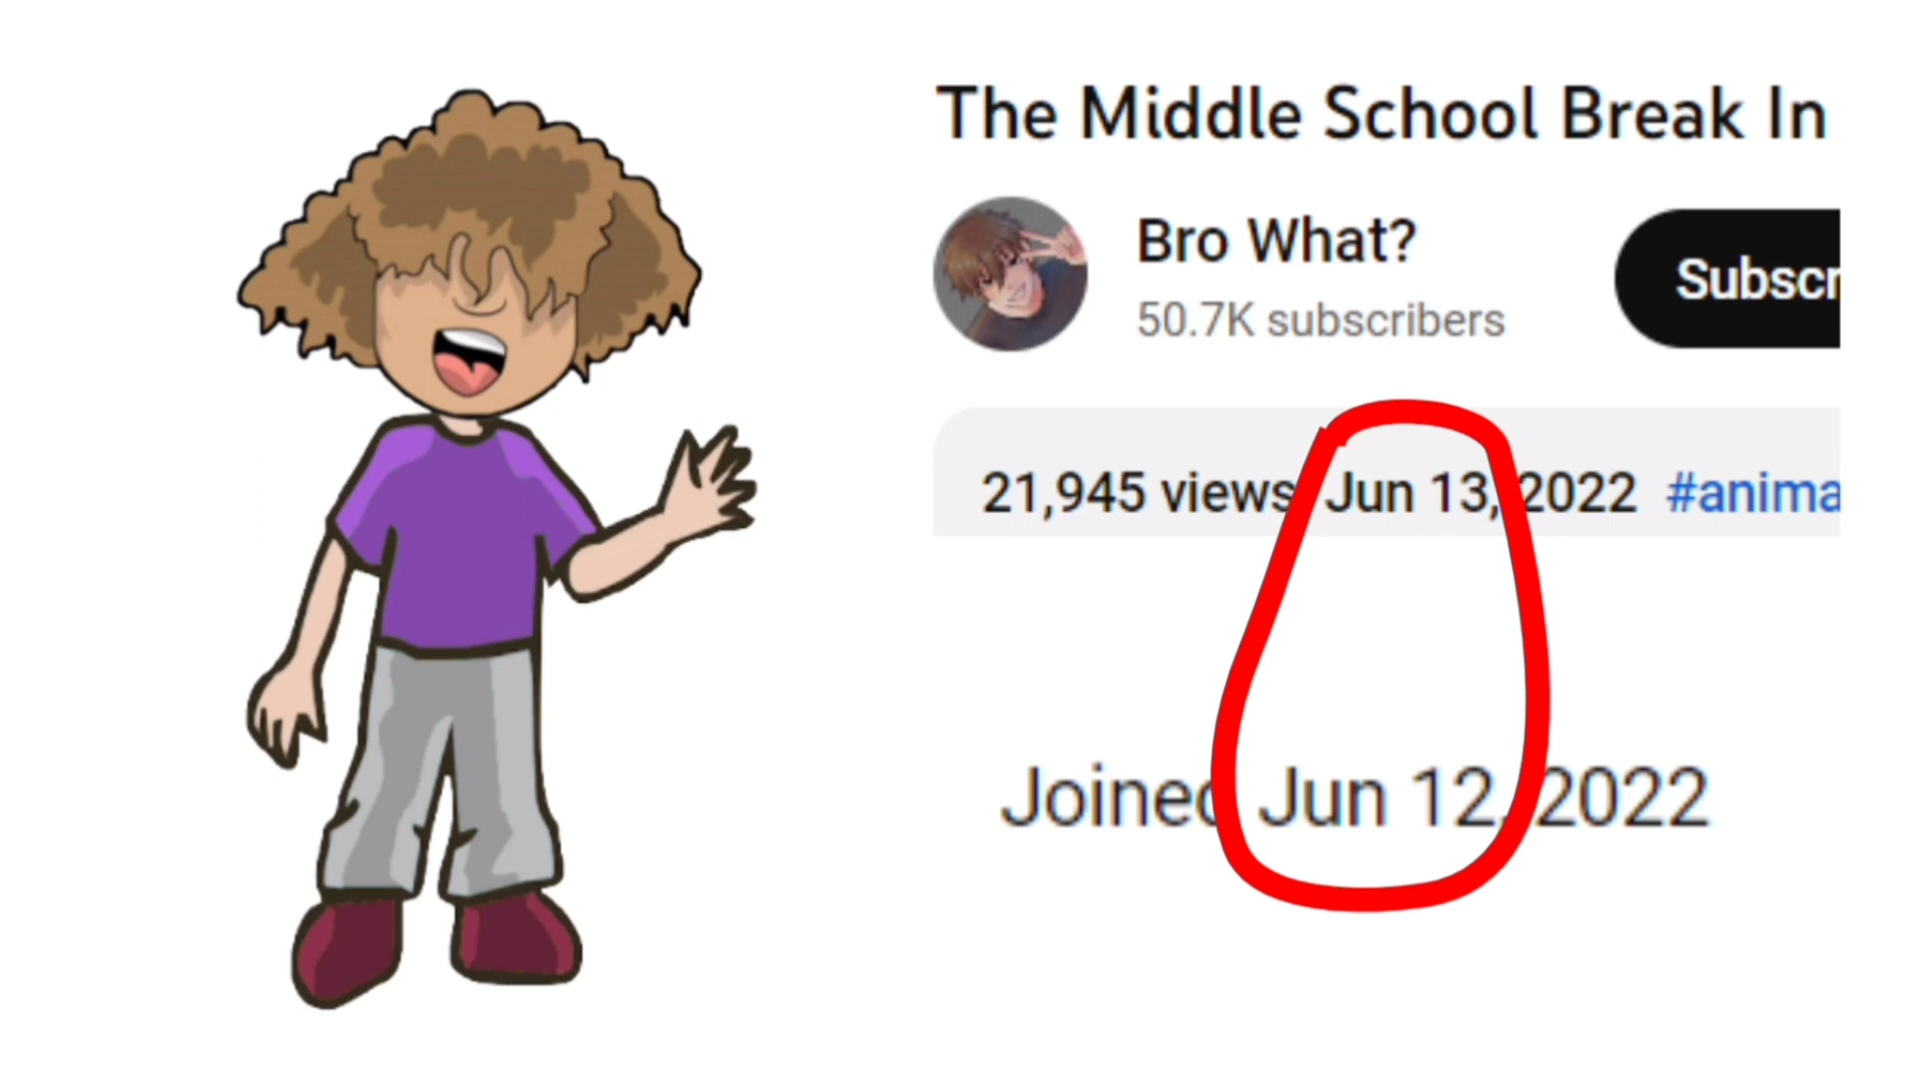 The Middle School Break In
Bro What?
50.7K subscribers
Subscr
21,945 views Jun 13, 2022 #anima
Joined Jun 12, 2022